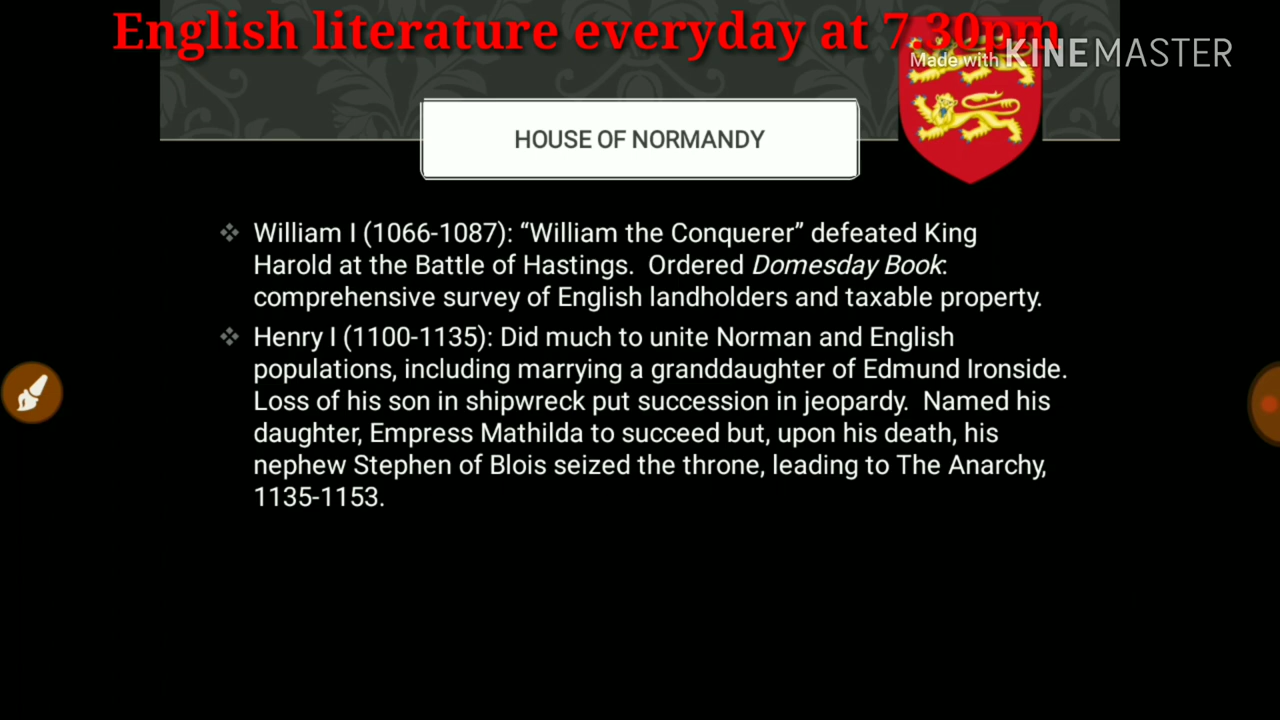 English literature everyday at 7:30pm
Made with KINEMASTER
HOUSE OF NORMANDY
William I (1066-1087): “William the Conquerer” defeated King
Harold at the Battle of Hastings. Ordered Domesday Book:
comprehensive survey of English landholders and taxable property.
Henry I (1100-1135): Did much to unite Norman and English
populations, including marrying a granddaughter of Edmund Ironside.
Loss of his son in shipwreck put succession in jeopardy. Named his
daughter, Empress Mathilda to succeed but, upon his death, his
nephew Stephen of Blois seized the throne, leading to The Anarchy,
1135-1153.